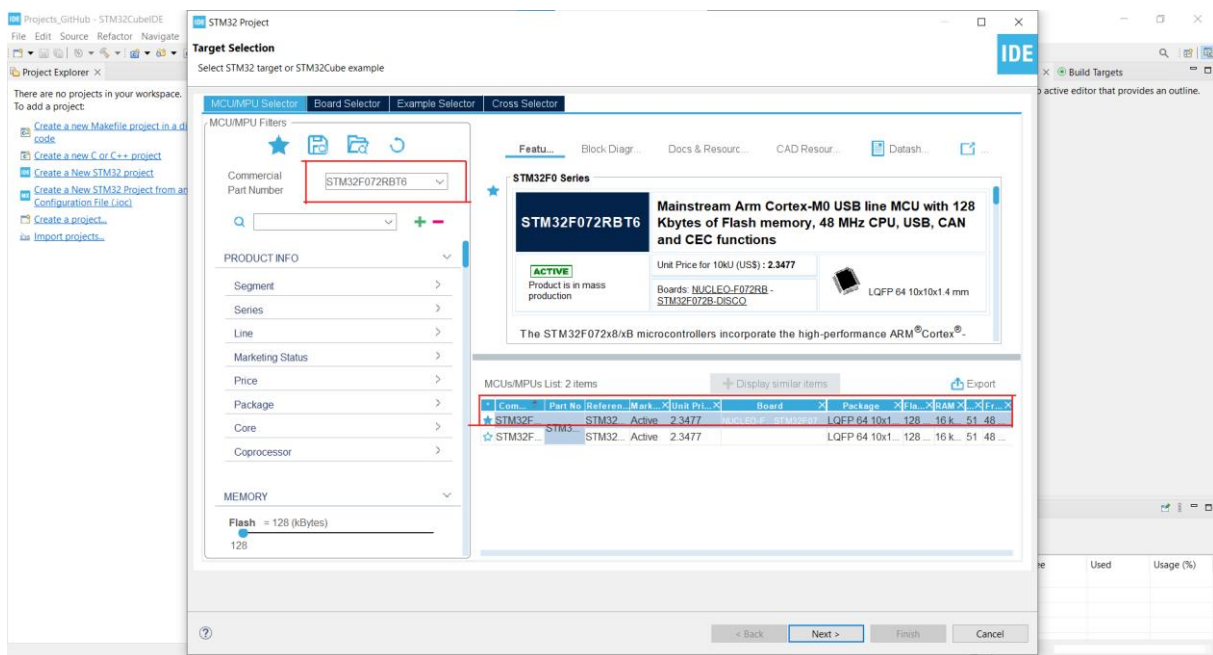 IDE Projects_GitHub - STM32CubeIDE
File Edit Source Refactor Navigate
Project Explorer
There are no projects in your workspace.
To add a project:
Create a new Makefile project in a di
code
Create a new C or C++ project
Create a New STM32 project
Create a New STM32 Project from an
Configuration File (.ioc)
Create a project...
Import projects...
IDE STM32 Project
Target Selection
Select STM32 target or STM32Cube example
IDE
MCU/MPU Selector Board Selector Example Selector Cross Selector
MCU/MPU Filters
Commercial
Part Number
STM32F072RBT6
PRODUCT INFO
Segment
Series
Line
Marketing Status
Price
Package
Core
Coprocessor
MEMORY
Flash = 128 (kBytes)
128
Featu... Block Diagr... Docs & Resourc... CAD Resour... Datash...
STM32F0 Series
STM32F072RBT6
Mainstream Arm Cortex-M0 USB line MCU with 128
Kbytes of Flash memory, 48 MHz CPU, USB, CAN
and CEC functions
ACTIVE
Product is in mass
production
Unit Price for 10kU (US$) : 2.3477
Boards: NUCLEO-F072RB -
STM32F072B-DISCO
LQFP 64 10x10x1.4 mm
The STM32F072x8/xB microcontrollers incorporate the high-performance ARM®Cortex®-
MCUs/MPUs List: 2 items + Display similar items Export
* Com... Part No Referen... Mark... Unit Pri... Board Package Fla... RAM ... Fr...
STM32F... STM3... STM32... Active 2.3477 NUCLEO-F... STM32F07... LQFP 64 10x1... 128 ... 16 k... 51 48 ...
STM32F... STM32... Active 2.3477 LQFP 64 10x1... 128 ... 16 k... 51 48 ...
< Back Next > Finish Cancel
Build Targets
o active editor that provides an outline.
Used Usage (%)